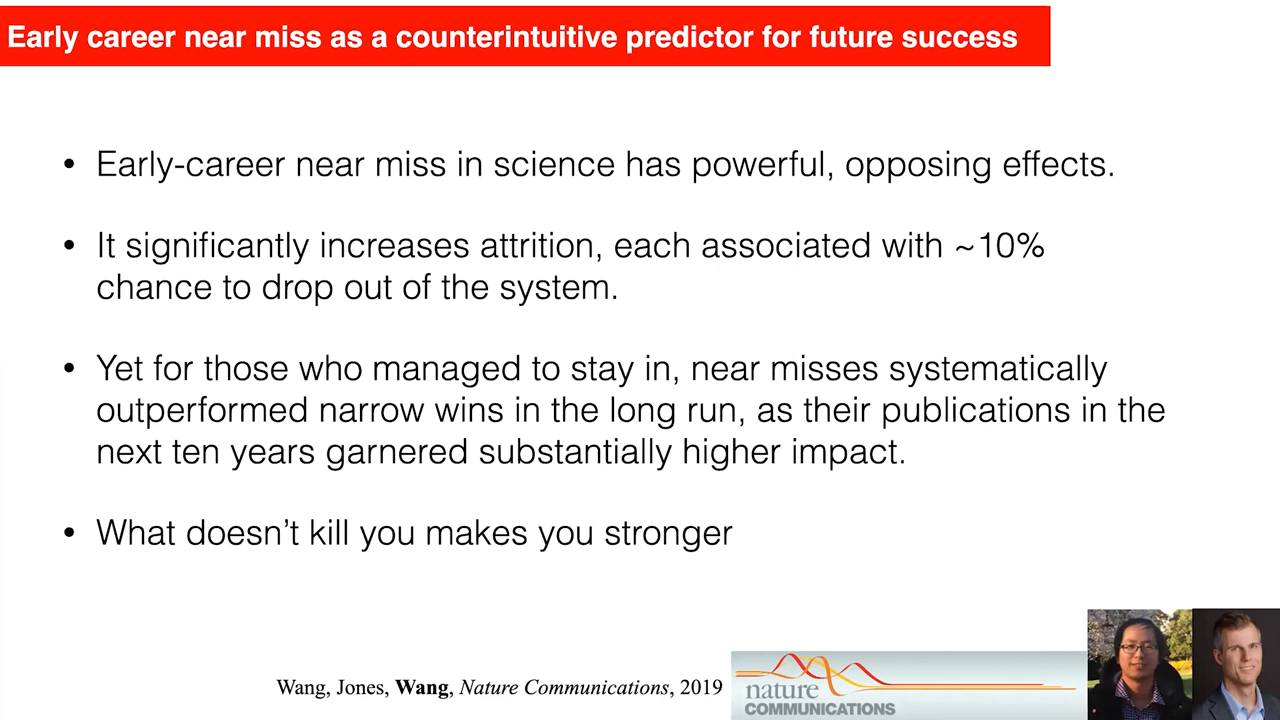 Early career near miss as a counterintuitive predictor for future success
• Early-career near miss in science has powerful, opposing effects.
• It significantly increases attrition, each associated with ~10%
chance to drop out of the system.
• Yet for those who managed to stay in, near misses systematically
outperformed narrow wins in the long run, as their publications in the
next ten years garnered substantially higher impact.
• What doesn’t kill you makes you stronger
Wang, Jones, Wang, Nature Communications, 2019
nature
COMMUNICATIONS